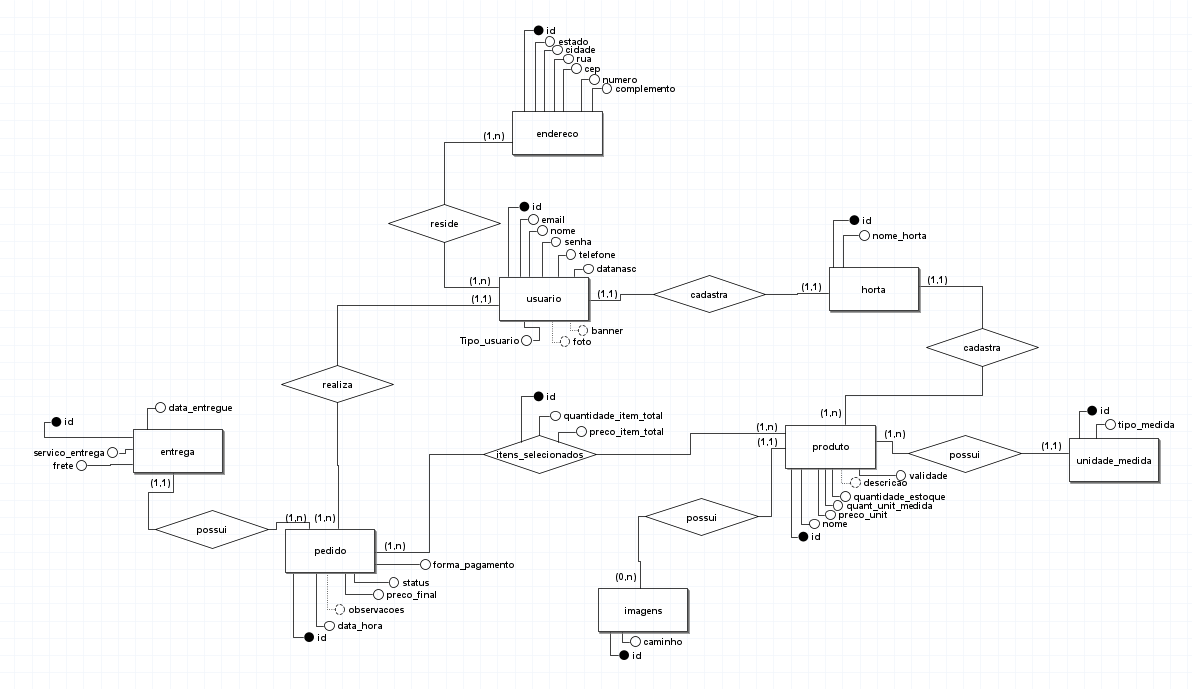 id
estado
cidade
rua
cep
numero
complemento
endereco
(1,n)
reside
(1,n)
id
email
nome
senha
telefone
datanasc
usuario
(1,1)
(1,1)
Tipo_usuario
banner
foto
cadastra
(1,1)
id
nome_horta
horta
(1,1)
cadastra
(1,n)
realiza
(1,n)
id
data_entregue
servico_entrega
frete
entrega
(1,1)
possui
(1,n)
pedido
(1,n)
forma_pagamento
status
preco_final
observacoes
data_hora
id
id
quantidade_item_total
preco_item_total
itens_selecionados
(1,n)
(1,1)
produto
(1,n)
validade
descricao
quantidade_estoque
quant_unit_medida
preco_unit
nome
id
possui
(1,1)
id
tipo_medida
unidade_medida
possui
(0,n)
imagens
caminho
id